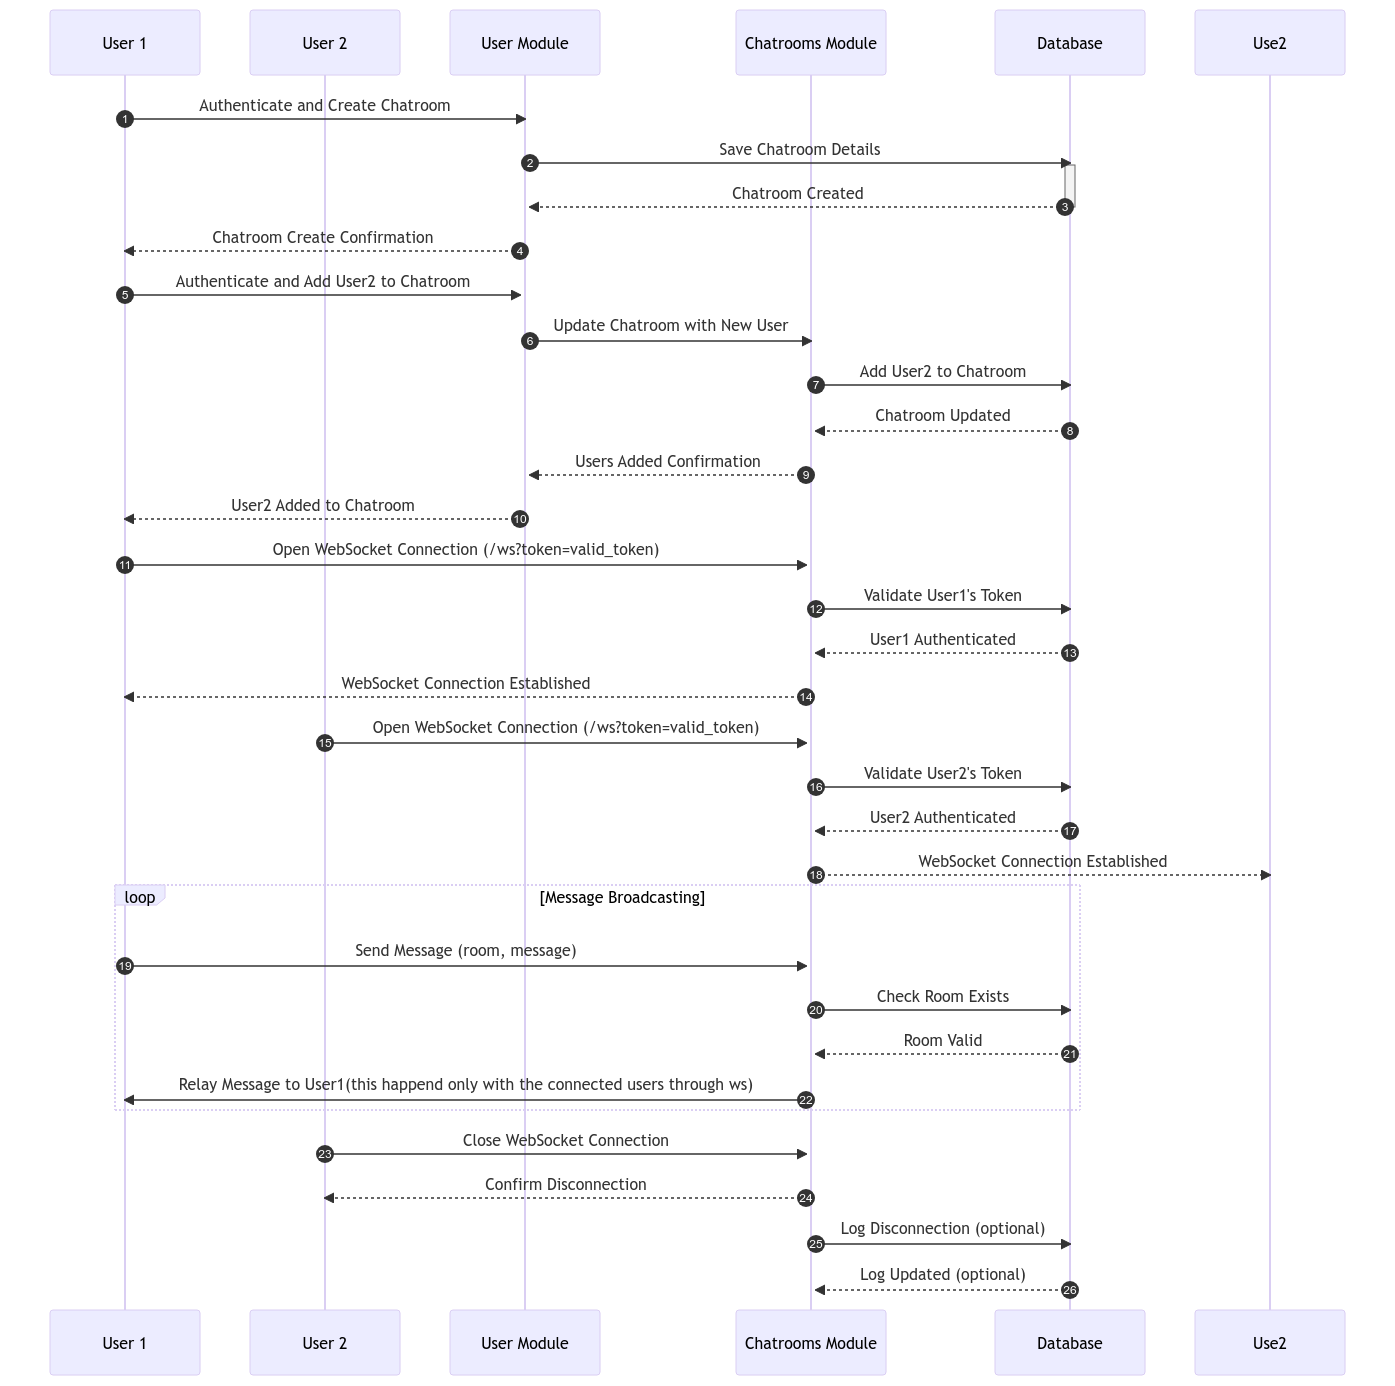 User 1
User 2
User Module
Chatrooms Module
Database
Use2
Authenticate and Create Chatroom
1
Save Chatroom Details
2
Chatroom Created
3
Chatroom Create Confirmation
4
Authenticate and Add User2 to Chatroom
5
Update Chatroom with New User
6
Add User2 to Chatroom
7
Chatroom Updated
8
Users Added Confirmation
9
User2 Added to Chatroom
10
Open WebSocket Connection (/ws?token=valid_token)
11
Validate User1's Token
12
User1 Authenticated
13
WebSocket Connection Established
14
Open WebSocket Connection (/ws?token=valid_token)
15
Validate User2's Token
16
User2 Authenticated
17
WebSocket Connection Established
18
loop
[Message Broadcasting]
Send Message (room, message)
19
Check Room Exists
20
Room Valid
21
Relay Message to User1(this happend only with the connected users through ws)
22
Close WebSocket Connection
23
Confirm Disconnection
24
Log Disconnection (optional)
25
Log Updated (optional)
26
User 1
User 2
User Module
Chatrooms Module
Database
Use2